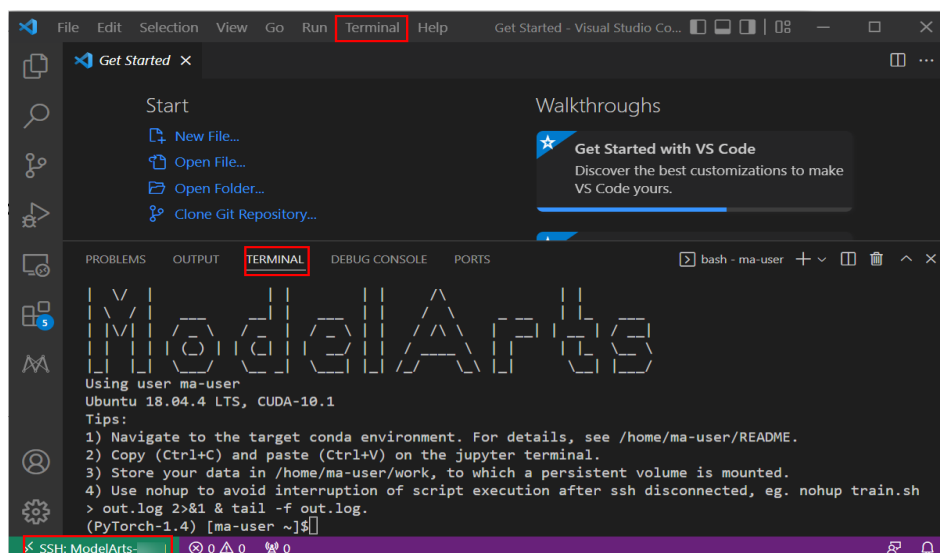 File Edit Selection View Go Run Terminal Help Get Started - Visual Studio Co...
Get Started
Start
New File...
Open File...
Open Folder...
Clone Git Repository...
Walkthroughs
Get Started with VS Code
Discover the best customizations to make
VS Code yours.
PROBLEMS OUTPUT TERMINAL DEBUG CONSOLE PORTS bash - ma-user
ModelArts
Using user ma-user
Ubuntu 18.04.4 LTS, CUDA-10.1
Tips:
1) Navigate to the target conda environment. For details, see /home/ma-user/README.
2) Copy (Ctrl+C) and paste (Ctrl+V) on the jupyter terminal.
3) Store your data in /home/ma-user/work, to which a persistent volume is mounted.
4) Use nohup to avoid interruption of script execution after ssh disconnected, eg. nohup train.sh
> out.log 2>&1 & tail -f out.log.
(PyTorch-1.4) [ma-user ~]$
5
SSH: ModelArts- 0 0 0